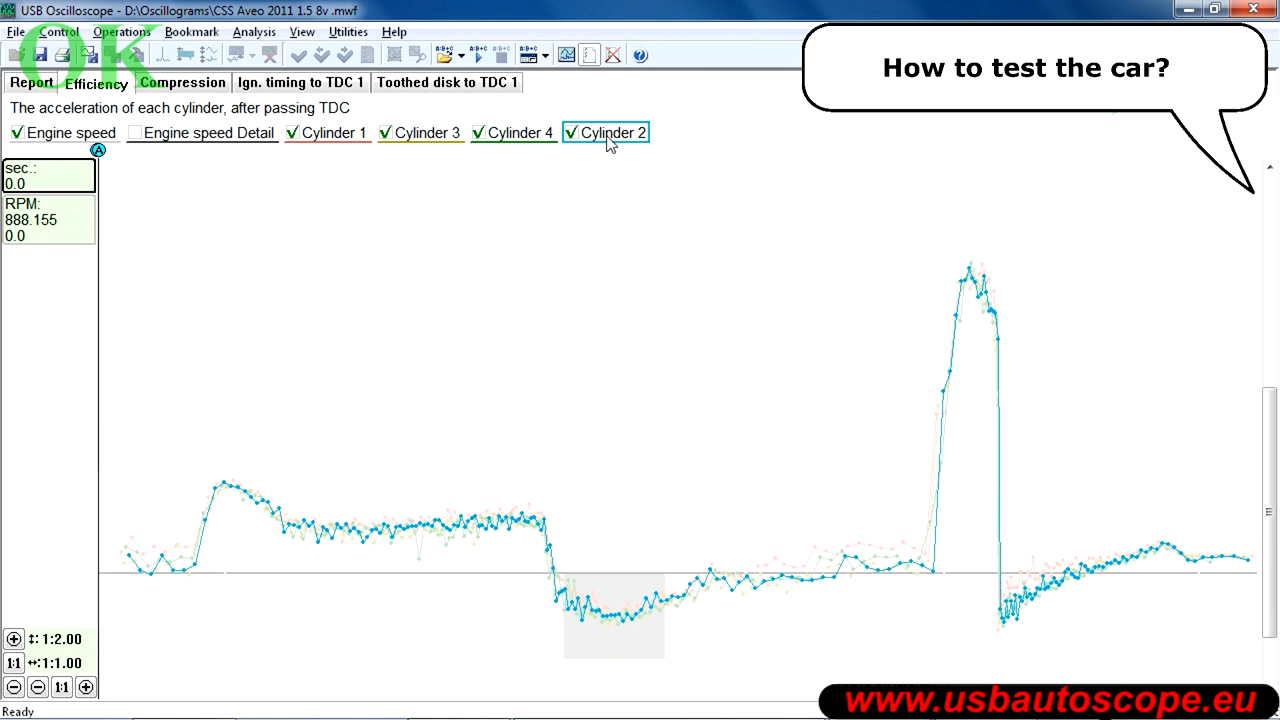 USB Oscilloscope - D:\Oscillograms\CSS Aveo 2011 1.5 8v .mwf
File Control Operations Bookmark Analysis View Utilities Help
OK
How to test the car?
Report Efficiency Compression Ign. timing to TDC 1 Toothed disk to TDC 1
The acceleration of each cylinder, after passing TDC
Engine speed Engine speed Detail Cylinder 1 Cylinder 3 Cylinder 4 Cylinder 2
A
sec.:
0.0
RPM:
888.155
0.0
1:2.00
1:1 1:1.00
1:1
www.usbautoscope.eu
Ready